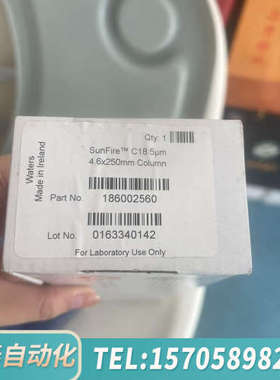 Qty. 1
SunFire™ C18 5µm
4.6x250mm Column
Waters
Made in Ireland
Part No.
186002560
Lot No.
0163340142
For Laboratory Use Only
自动化
TEL:157058982